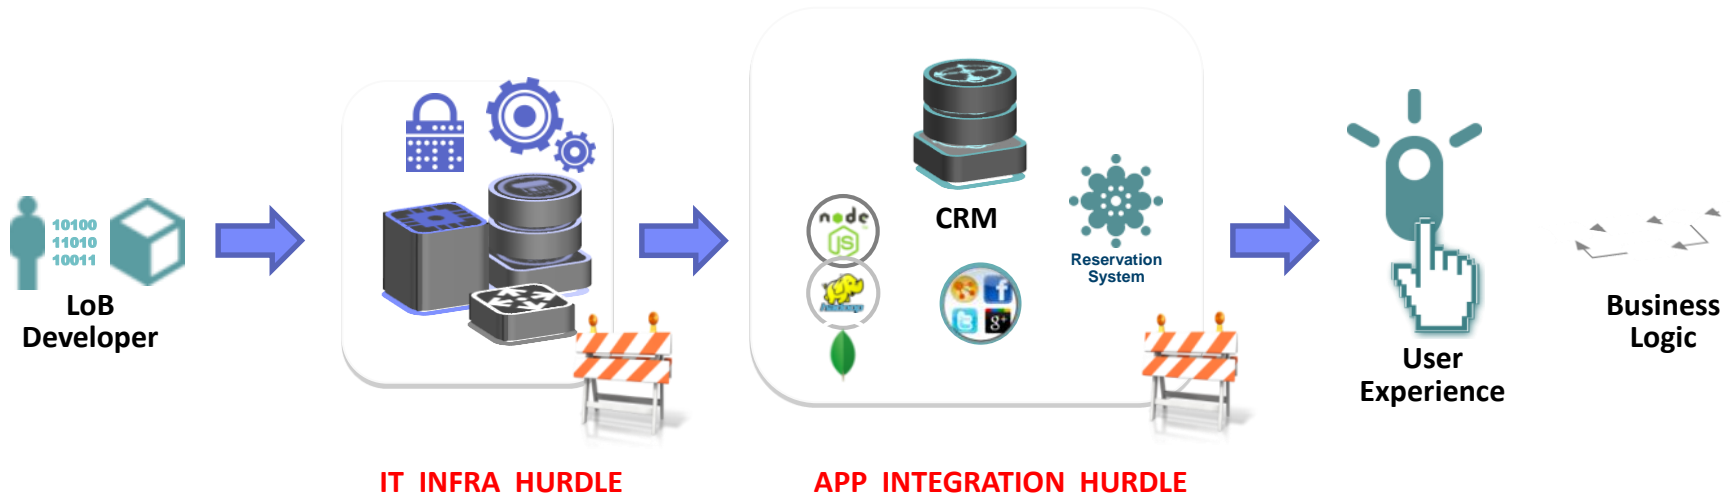 10100
11010
10011
LoB
Developer
IT INFRA HURDLE
node
JS
CRM
Reservation
System
g+
APP INTEGRATION HURDLE
User
Experience
Business
Logic